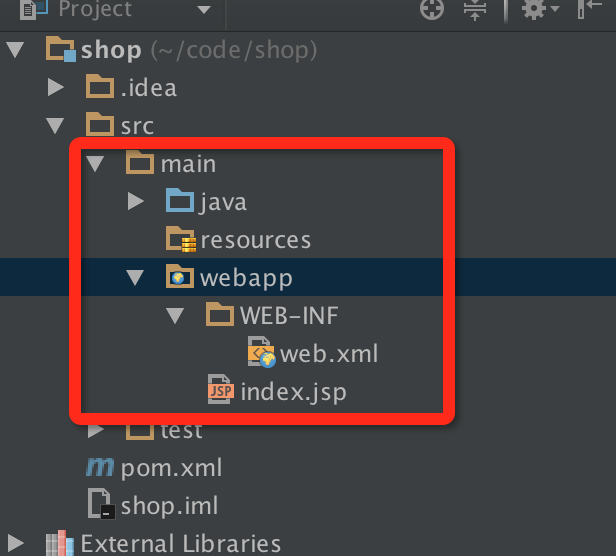 Project
shop (~/code/shop)
.idea
src
main
java
resources
webapp
WEB-INF
web.xml
JSP index.jsp
test
m pom.xml
shop.iml
External Libraries